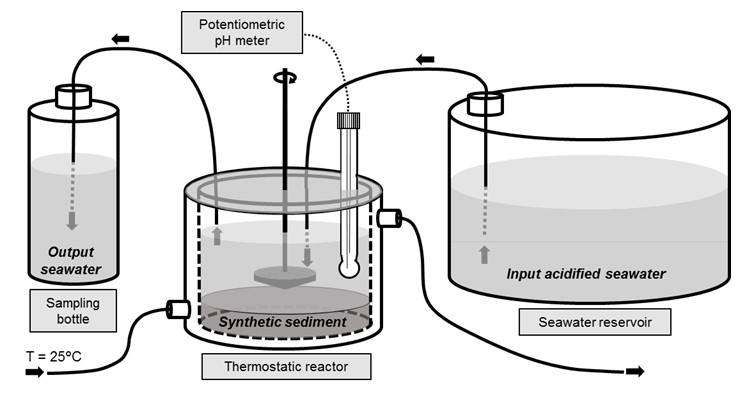 Potentiometric
pH meter
Output
seawater
Sampling
bottle
T = 25ºC
Synthetic sediment
Thermostatic reactor
Input acidified seawater
Seawater reservoir